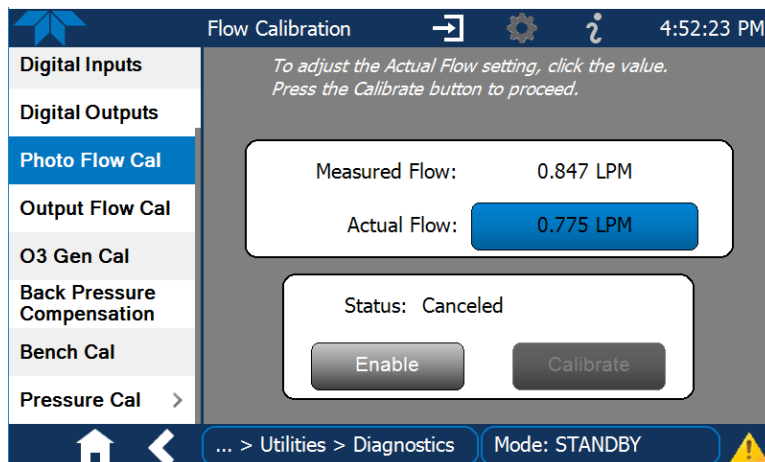 Flow Calibration
4:52:23 PM
Digital Inputs
Digital Outputs
Photo Flow Cal
Output Flow Cal
O3 Gen Cal
Back Pressure
Compensation
Bench Cal
Pressure Cal >
To adjust the Actual Flow setting, click the value.
Press the Calibrate button to proceed.
Measured Flow: 0.847 LPM
Actual Flow: 0.775 LPM
Status: Canceled
Enable
Calibrate
... > Utilities > Diagnostics
Mode: STANDBY